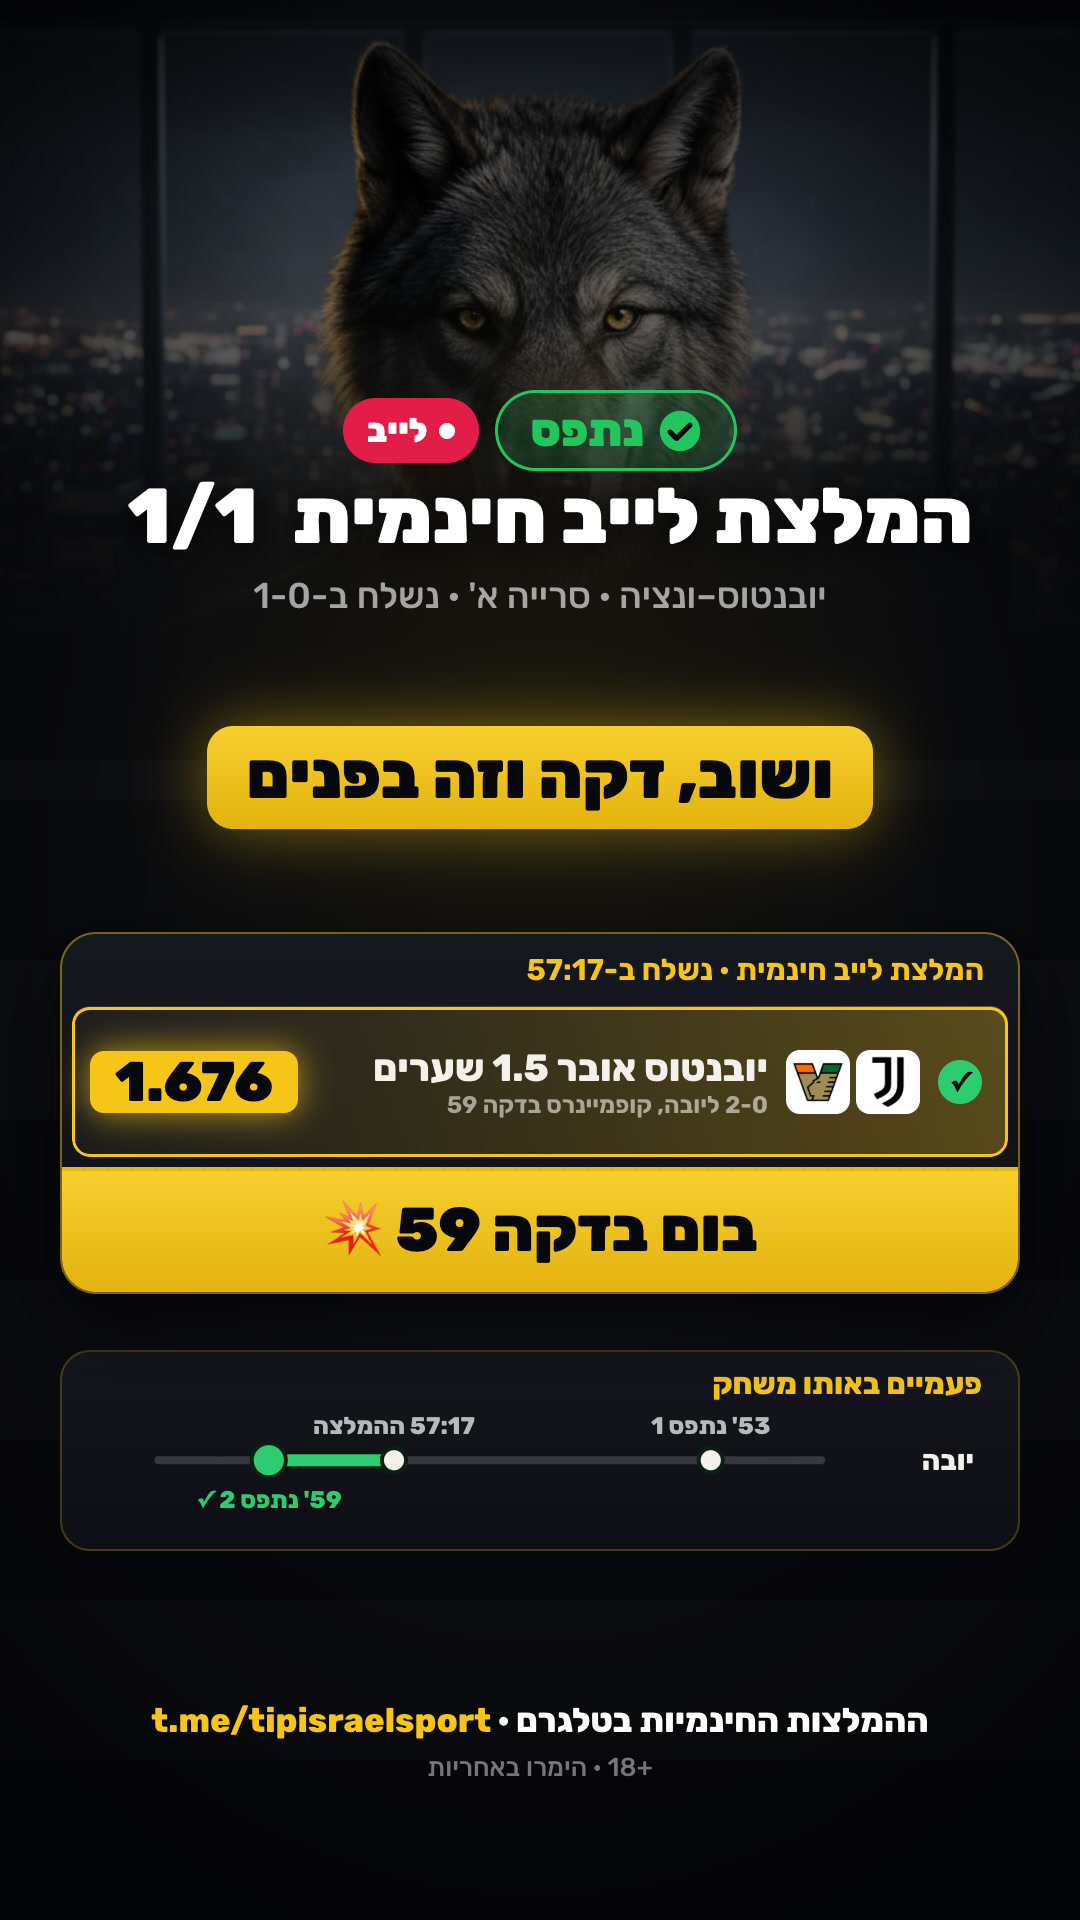 נתפס
לייב
המלצת לייב חינמית 1/1
יובנטוס–ונציה • סרייה א' • נשלח ב-1-0
ושוב, דקה וזה בפנים
המלצת לייב חינמית • נשלח ב-57:17
יובנטוס אובר 1.5 שערים
1.676
2-0 ליובה, קופמיינרס בדקה 59
בום בדקה 59 💥
פעמיים באותו משחק
53' נתפס 1
57:17 ההמלצה
יובה
59' נתפס 2 ✓
ההמלצות החינמיות בטלגרם • t.me/tipisraelsport
18+ • הימרו באחריות